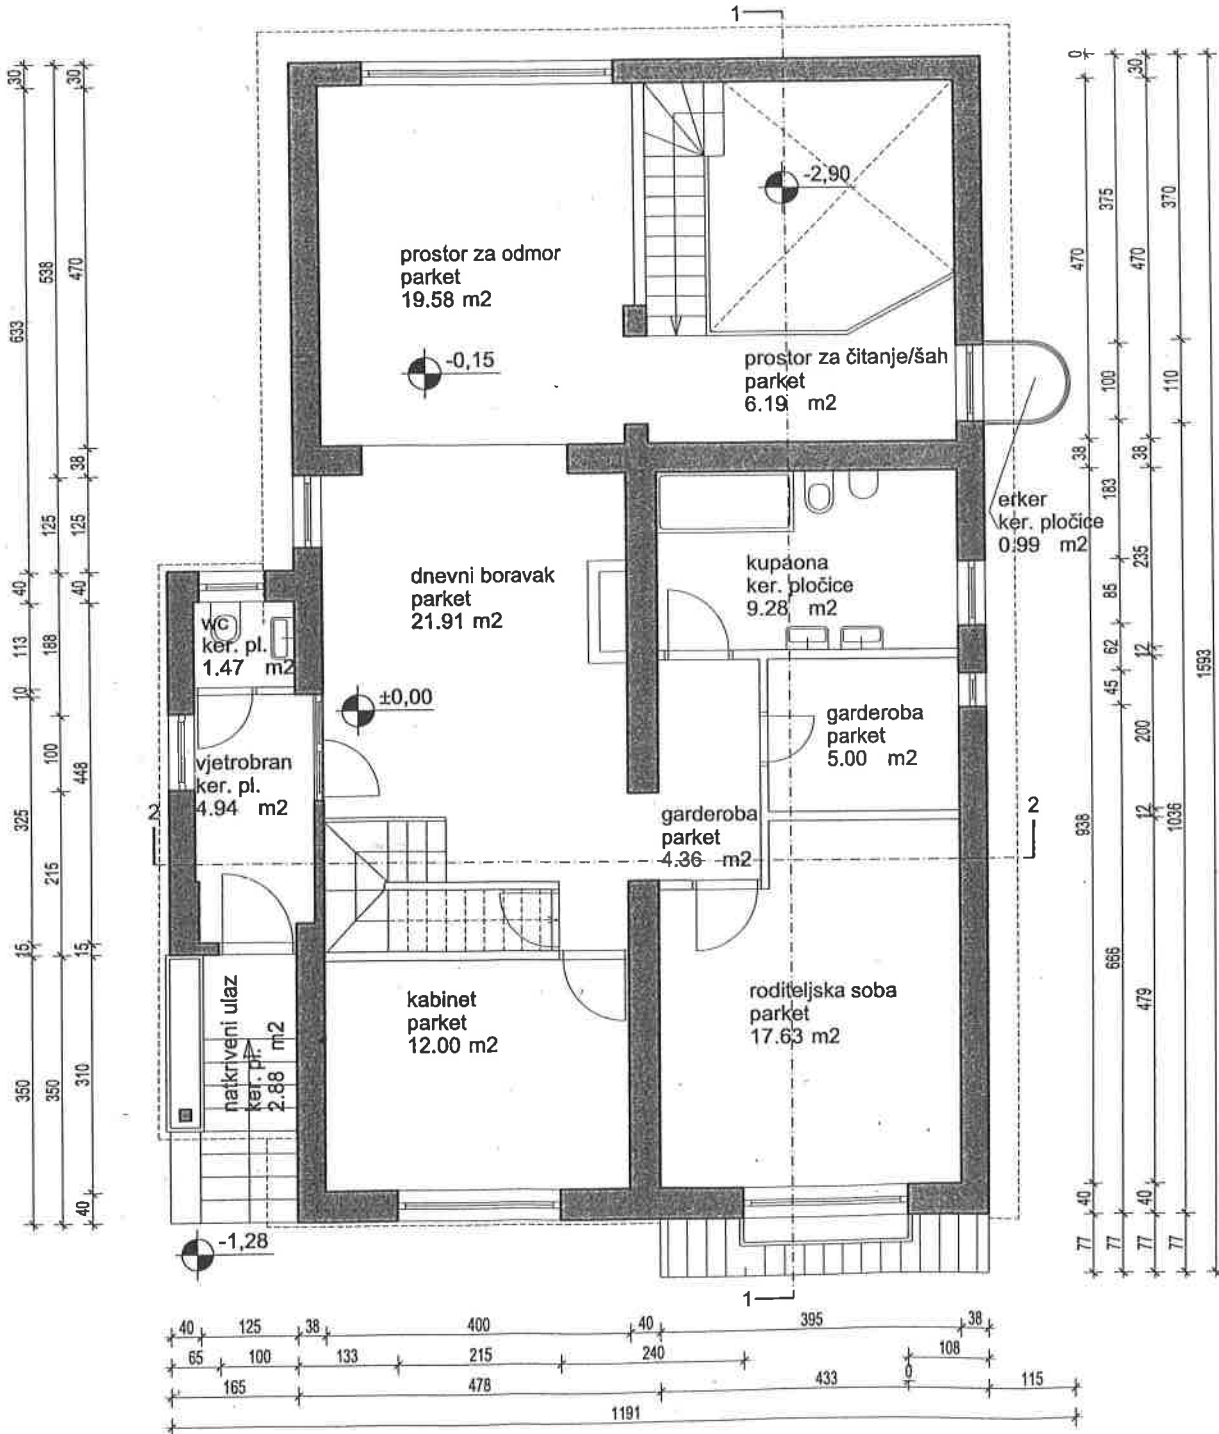 1
-2,90
prostor za odmor
parket
19.58 m2
-0,15
prostor za čitanje/šah
parket
6.19 m2
erker
ker. pločice
0.99 m2
dnevni boravak
parket
21.91 m2
kupaona
ker. pločice
9.28 m2
wc
ker. pl.
1.47 m2
±0,00
garderoba
parket
5.00 m2
vjetrobran
ker. pl.
4.94 m2
2
2
garderoba
parket
4.36 m2
natkriveni ulaz
ker. pl.
2.88 m2
kabinet
parket
12.00 m2
roditeljska soba
parket
17.63 m2
-1,28
1
30 633 40 113 10 325 15 350
538 125 188 100 215 350
30 470 38 125 40 448 15 310 40
0 470 38 938 40 77
375 100 183 85 62 45 666 77
30 470 38 235 12 200 12 479 40 77
370 110 1036 77
1593
40 125 38 400 40 395 38
65 100 133 215 240 0 108
165 478 433 115
1191